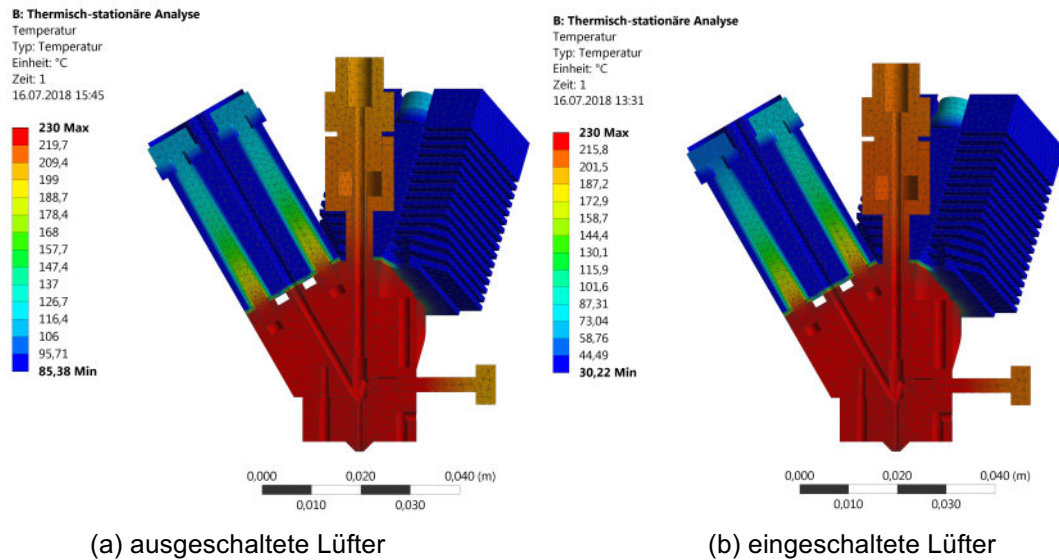 B: Thermisch-stationäre Analyse
Temperatur
Typ: Temperatur
Einheit: °C
Zeit: 1
16.07.2018 15:45
230 Max
219,7
209,4
199
188,7
178,4
168
157,7
147,4
137
126,7
116,4
106
95,71
85,38 Min
0,000
0,020
0,040 (m)
0,010
0,030
(a) ausgeschaltete Lüfter
B: Thermisch-stationäre Analyse
Temperatur
Typ: Temperatur
Einheit: °C
Zeit: 1
16.07.2018 13:31
230 Max
215,8
201,5
187,2
172,9
158,7
144,4
130,1
115,9
101,6
87,31
73,04
58,76
44,49
30,22 Min
0,000
0,020
0,040 (m)
0,010
0,030
(b) eingeschaltete Lüfter